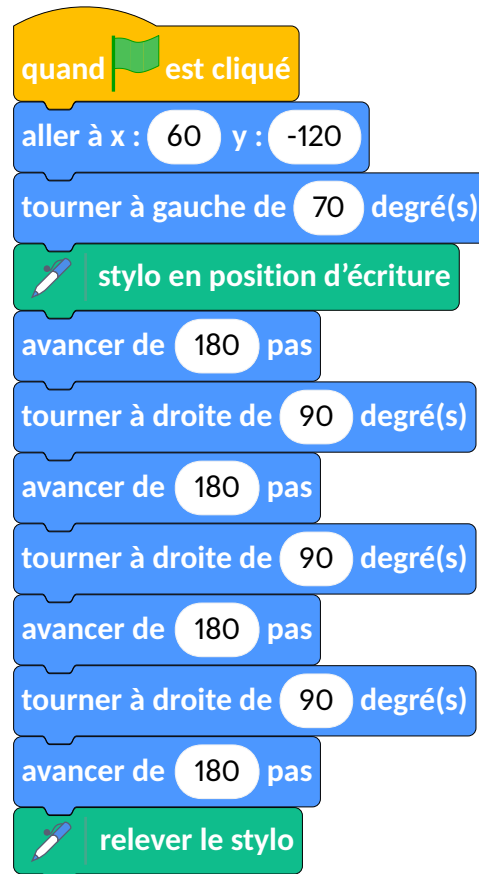 quand est cliqué
aller à x : 60 y : -120
tourner à gauche de 70 degré(s)
stylo en position d’écriture
avancer de 180 pas
tourner à droite de 90 degré(s)
avancer de 180 pas
tourner à droite de 90 degré(s)
avancer de 180 pas
tourner à droite de 90 degré(s)
avancer de 180 pas
relever le stylo